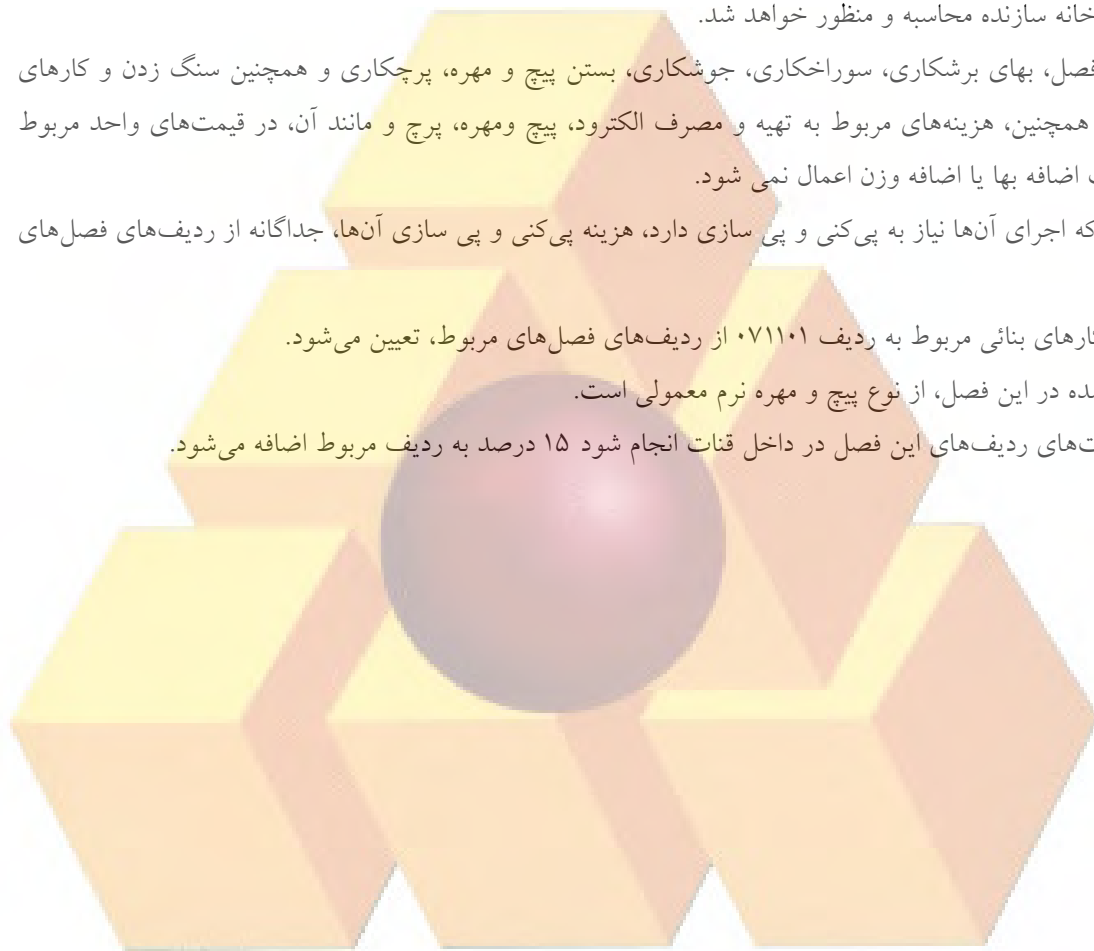 خانه سازنده محاسبه و منظور خواهد شد.
فصل، بهای برشکاری، سوراخکاری، جوشکاری، بستن پیچ و مهره، پرچکاری و همچنین سنگ زدن و کارهای
همچنین، هزینه‌های مربوط به تهیه و مصرف الکترود، پیچ ومهره، پرچ و مانند آن، در قیمت‌های واحد مربوط
اضافه بها یا اضافه وزن اعمال نمی شود.
که اجرای آن‌ها نیاز به پی‌کنی و پی سازی دارد، هزینه پی‌کنی و پی سازی آن‌ها، جداگانه از ردیف‌های فصل‌های
کارهای بنائی مربوط به ردیف ۰۷۱۱۰۱ از ردیف‌های فصل‌های مربوط، تعیین می‌شود.
ده در این فصل، از نوع پیچ و مهره نرم معمولی است.
ت‌های ردیف‌های این فصل در داخل قنات انجام شود ۱۵ درصد به ردیف مربوط اضافه می‌شود.